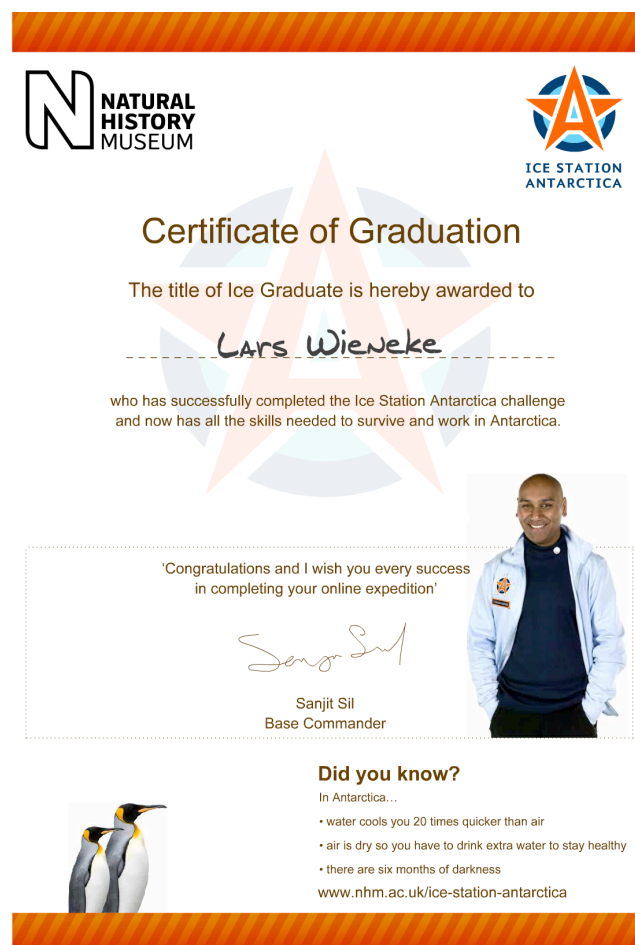 NATURAL
HISTORY
MUSEUM
ICE STATION
ANTARCTICA
Certificate of Graduation
The title of Ice Graduate is hereby awarded to
Lars Wieneke
who has successfully completed the Ice Station Antarctica challenge
and now has all the skills needed to survive and work in Antarctica.
‘Congratulations and I wish you every success
in completing your online expedition’
Sanjit Sil
Base Commander
Did you know?
In Antarctica…
• water cools you 20 times quicker than air
• air is dry so you have to drink extra water to stay healthy
• there are six months of darkness
www.nhm.ac.uk/ice-station-antarctica